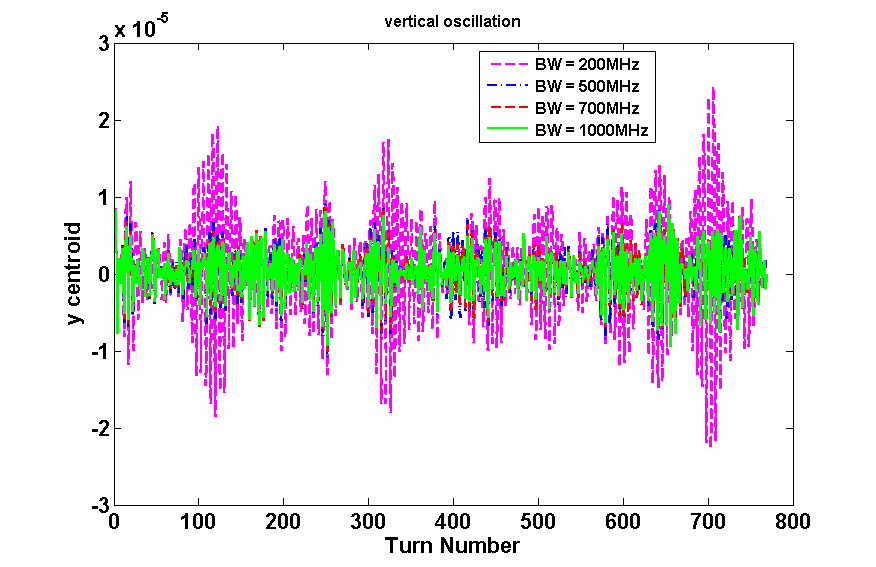 vertical oscillation
x 10^-5
3
2
1
0
-1
-2
-3
y centroid
BW = 200MHz
BW = 500MHz
BW = 700MHz
BW = 1000MHz
0 100 200 300 400 500 600 700 800
Turn Number